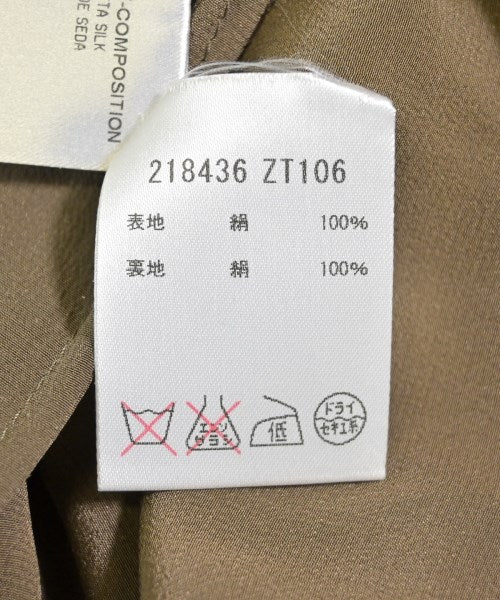 -COMPOSITION
TA SILK
DE SEDA
218436 ZT106
表地 絹 100%
裏地 絹 100%
エンソ
サラシ
低
ドライ
セキユ系